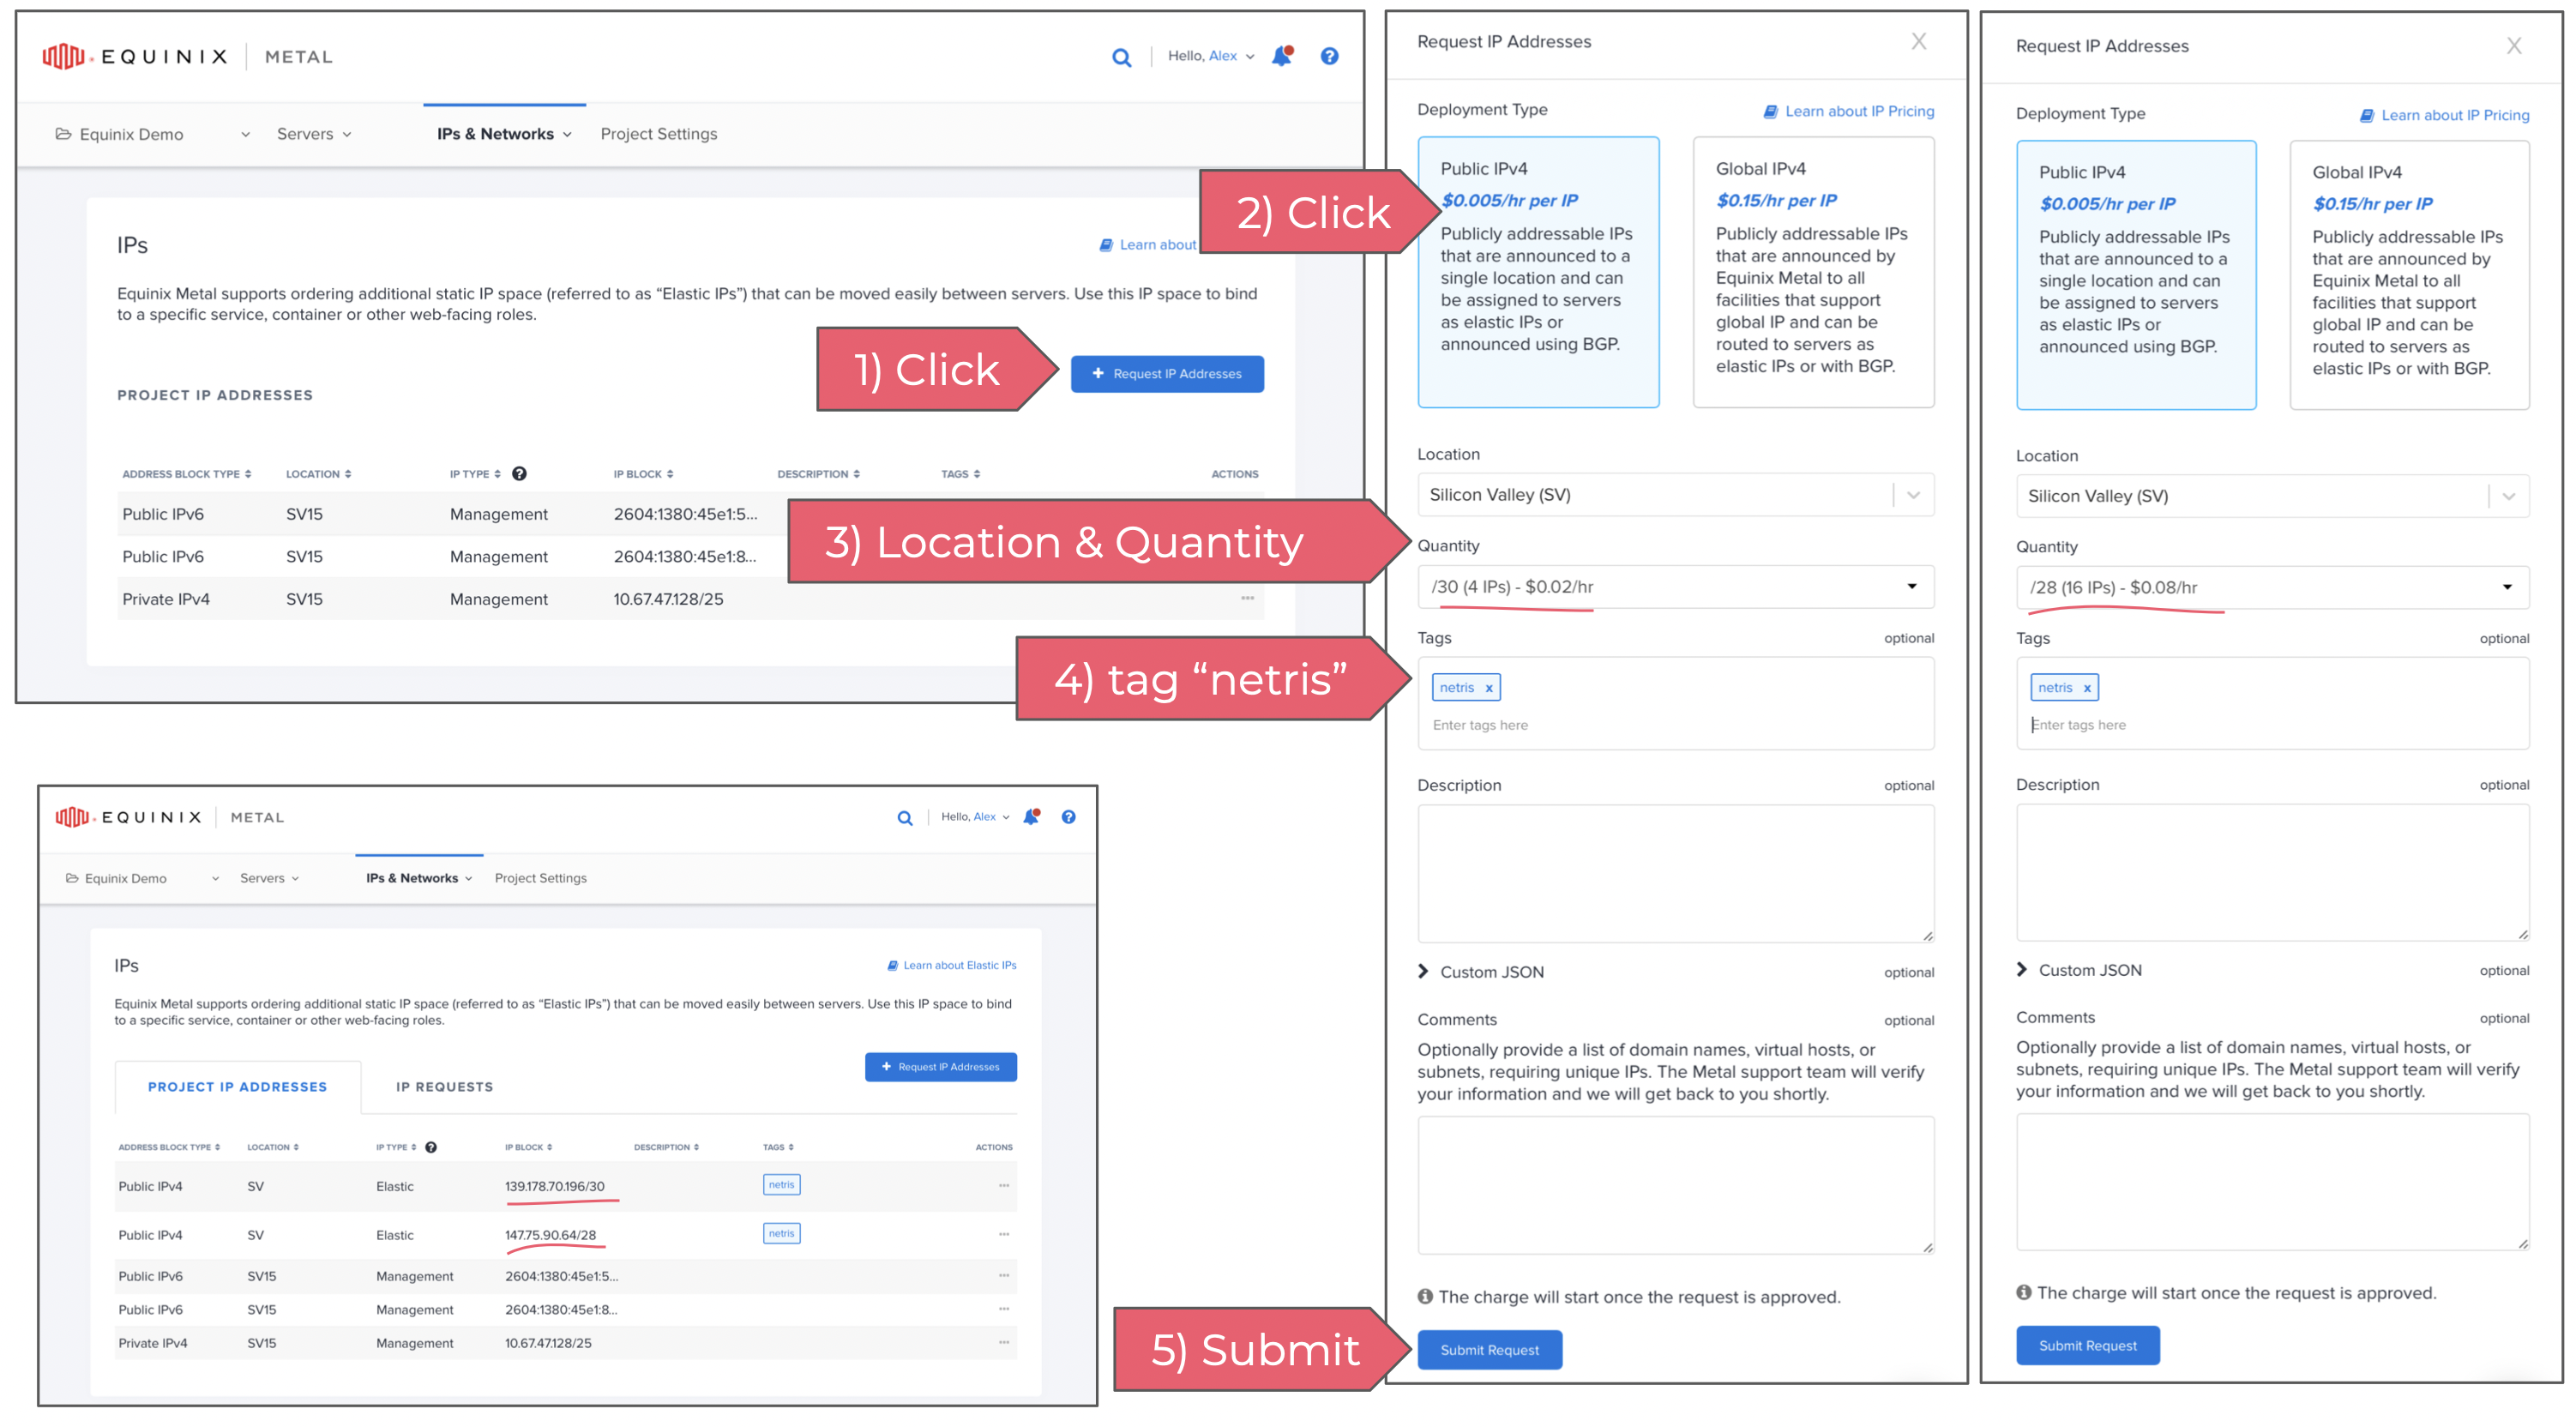 EQUINIX METAL
Hello, Alex
Equinix Demo
Servers
IPs & Networks
Project Settings
IPs
Learn about
Equinix Metal supports ordering additional static IP space (referred to as “Elastic IPs”) that can be moved easily between servers. Use this IP space to bind
to a specific service, container or other web-facing roles.
1) Click
+ Request IP Addresses
PROJECT IP ADDRESSES
ADDRESS BLOCK TYPE LOCATION IP TYPE ? IP BLOCK DESCRIPTION TAGS ACTIONS
Public IPv6 SV15 Management 2604:1380:45e1:5...
Public IPv6 SV15 Management 2604:1380:45e1:8...
Private IPv4 SV15 Management 10.67.47.128/25 ...
2) Click
3) Location & Quantity
4) tag “netris”
5) Submit
Request IP Addresses X
Deployment Type
Learn about IP Pricing
Public IPv4
$0.005/hr per IP
Publicly addressable IPs
that are announced to a
single location and can
be assigned to servers
as elastic IPs or
announced using BGP.
Global IPv4
$0.15/hr per IP
Publicly addressable IPs
that are announced by
Equinix Metal to all
facilities that support
global IP and can be
routed to servers as
elastic IPs or with BGP.
Location
Silicon Valley (SV)
Quantity
/30 (4 IPs) - $0.02/hr
Tags optional
netris x
Enter tags here
Description optional
Custom JSON optional
Comments optional
Optionally provide a list of domain names, virtual hosts, or
subnets, requiring unique IPs. The Metal support team will verify
your information and we will get back to you shortly.
The charge will start once the request is approved.
Submit Request
Request IP Addresses X
Deployment Type
Learn about IP Pricing
Public IPv4
$0.005/hr per IP
Publicly addressable IPs
that are announced to a
single location and can
be assigned to servers
as elastic IPs or
announced using BGP.
Global IPv4
$0.15/hr per IP
Publicly addressable IPs
that are announced by
Equinix Metal to all
facilities that support
global IP and can be
routed to servers as
elastic IPs or with BGP.
Location
Silicon Valley (SV)
Quantity
/28 (16 IPs) - $0.08/hr
Tags optional
netris x
Enter tags here
Description optional
Custom JSON optional
Comments optional
Optionally provide a list of domain names, virtual hosts, or
subnets, requiring unique IPs. The Metal support team will verify
your information and we will get back to you shortly.
The charge will start once the request is approved.
Submit Request
EQUINIX METAL
Hello, Alex
Equinix Demo
Servers
IPs & Networks
Project Settings
IPs
Learn about Elastic IPs
Equinix Metal supports ordering additional static IP space (referred to as “Elastic IPs”) that can be moved easily between servers. Use this IP space to bind
to a specific service, container or other web-facing roles.
+ Request IP Addresses
PROJECT IP ADDRESSES
IP REQUESTS
ADDRESS BLOCK TYPE LOCATION IP TYPE ? IP BLOCK DESCRIPTION TAGS ACTIONS
Public IPv4 SV Elastic 139.178.70.196/30 netris ...
Public IPv4 SV Elastic 147.75.90.64/28 netris ...
Public IPv6 SV15 Management 2604:1380:45e1:5... ...
Public IPv6 SV15 Management 2604:1380:45e1:8... ...
Private IPv4 SV15 Management 10.67.47.128/25 ...